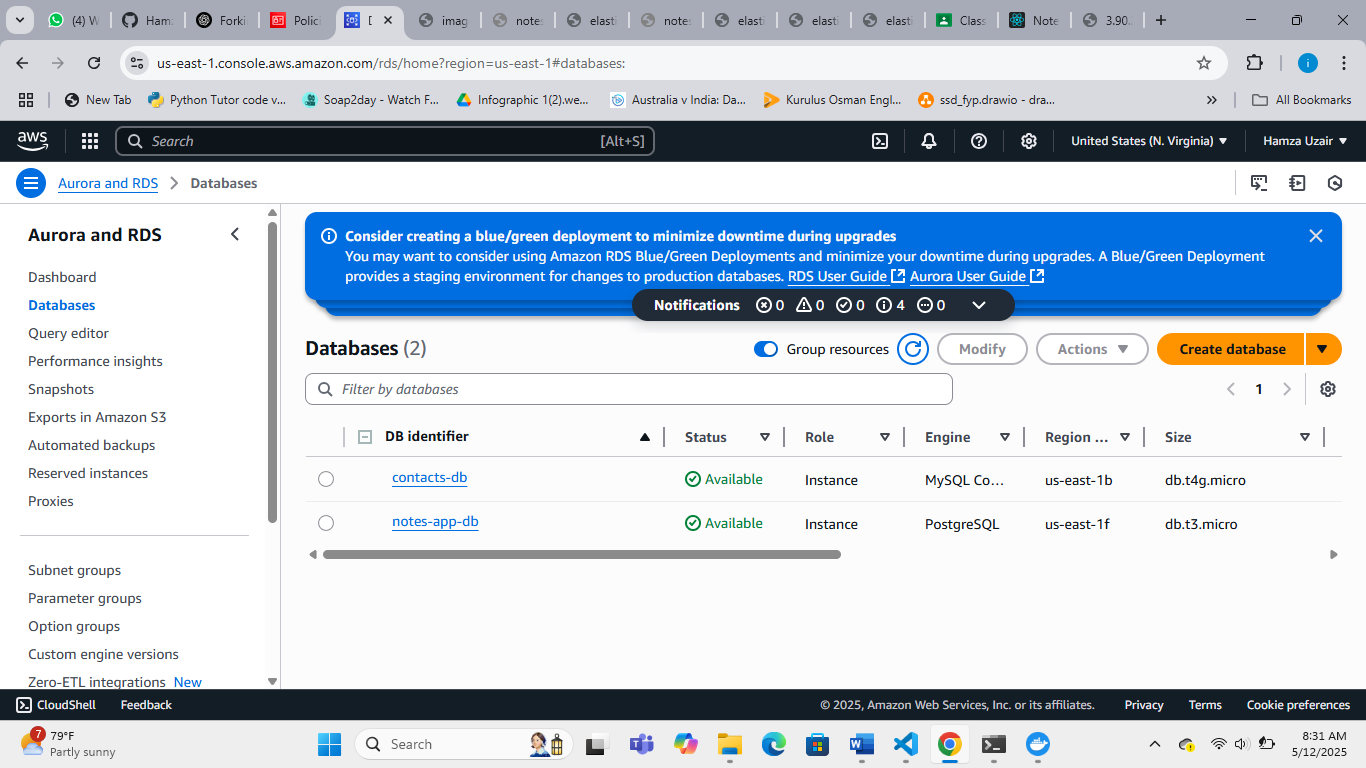 (4) W
Hamz
Forki
Polici
D
imag
notes
elasti
notes
elasti
elasti
elasti
Class
Note
3.90.
us-east-1.console.aws.amazon.com/rds/home?region=us-east-1#databases:
i
New Tab
Python Tutor code v...
Soap2day - Watch F...
Infographic 1(2).we...
Australia v India: Da...
Kurulus Osman Engl...
ssd_fyp.drawio - dra...
All Bookmarks
aws
Search
[Alt+S]
United States (N. Virginia)
Hamza Uzair
Aurora and RDS
Databases
Aurora and RDS
Dashboard
Databases
Query editor
Performance insights
Snapshots
Exports in Amazon S3
Automated backups
Reserved instances
Proxies
Subnet groups
Parameter groups
Option groups
Custom engine versions
Zero-ETL integrations New
Consider creating a blue/green deployment to minimize downtime during upgrades
You may want to consider using Amazon RDS Blue/Green Deployments and minimize your downtime during upgrades. A Blue/Green Deployment
provides a staging environment for changes to production databases. RDS User Guide Aurora User Guide
Notifications 0 0 0 4 0
Databases (2)
Group resources
Modify
Actions
Create database
Filter by databases
1
DB identifier Status Role Engine Region ... Size
contacts-db Available Instance MySQL Co... us-east-1b db.t4g.micro
notes-app-db Available Instance PostgreSQL us-east-1f db.t3.micro
CloudShell
Feedback
© 2025, Amazon Web Services, Inc. or its affiliates.
Privacy
Terms
Cookie preferences
7
79°F
Partly sunny
Search
8:31 AM
5/12/2025